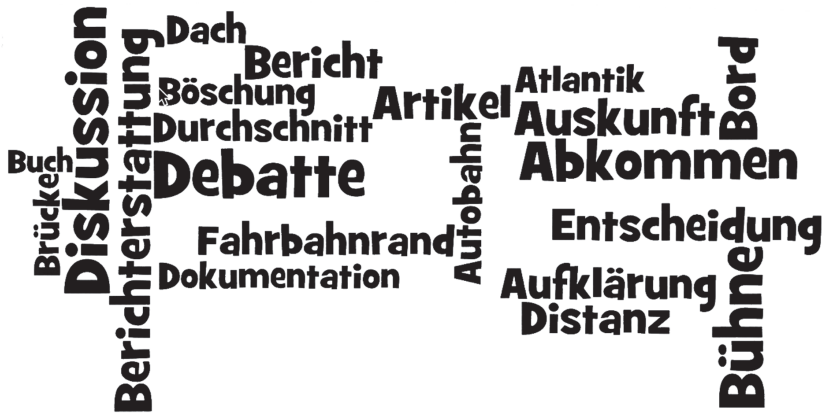 Diskussion
Berichterstattung
Dach
Bericht
Böschung
Durchschnitt
Artikel
Atlantik
Auskunft
Bord
Abkommen
Buch
Brücke
Debatte
Autobahn
Fahrbahnrand
Entscheidung
Dokumentation
Aufklärung
Distanz
Bühne